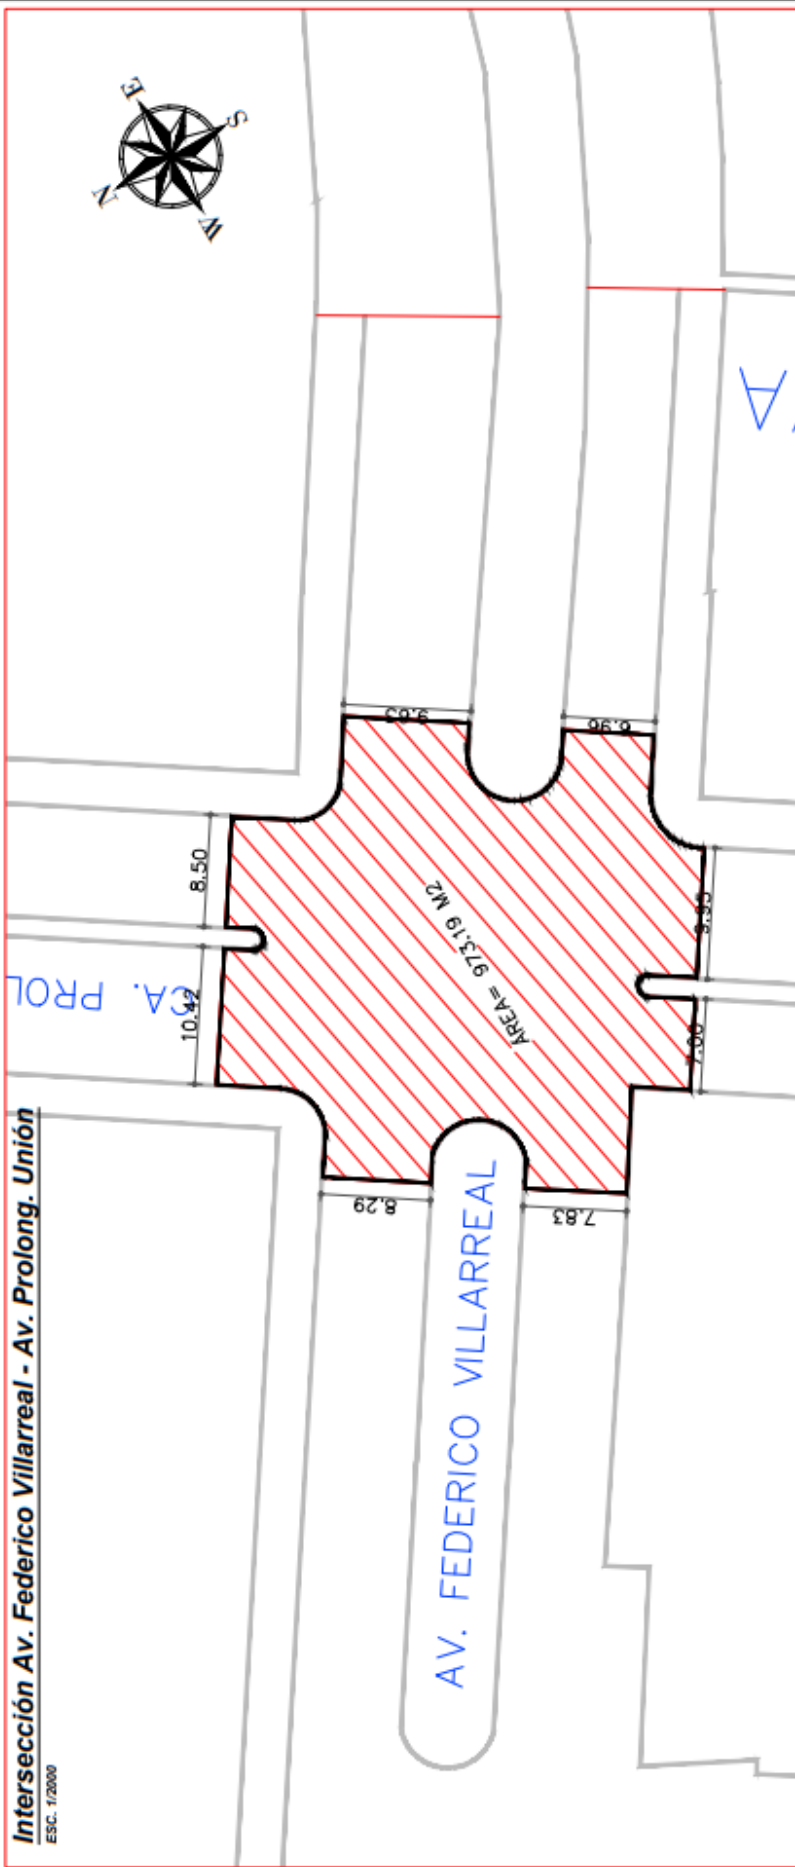 Intersección Av. Federico Villarreal - Av. Prolong. Unión
ESC. 1/2000
N
E
S
W
CA. PROL
8.50
10.42
9.63
6.96
AREA= 973.19 M2
7.00
8.29
7.83
AV. FEDERICO VILLARREAL
A